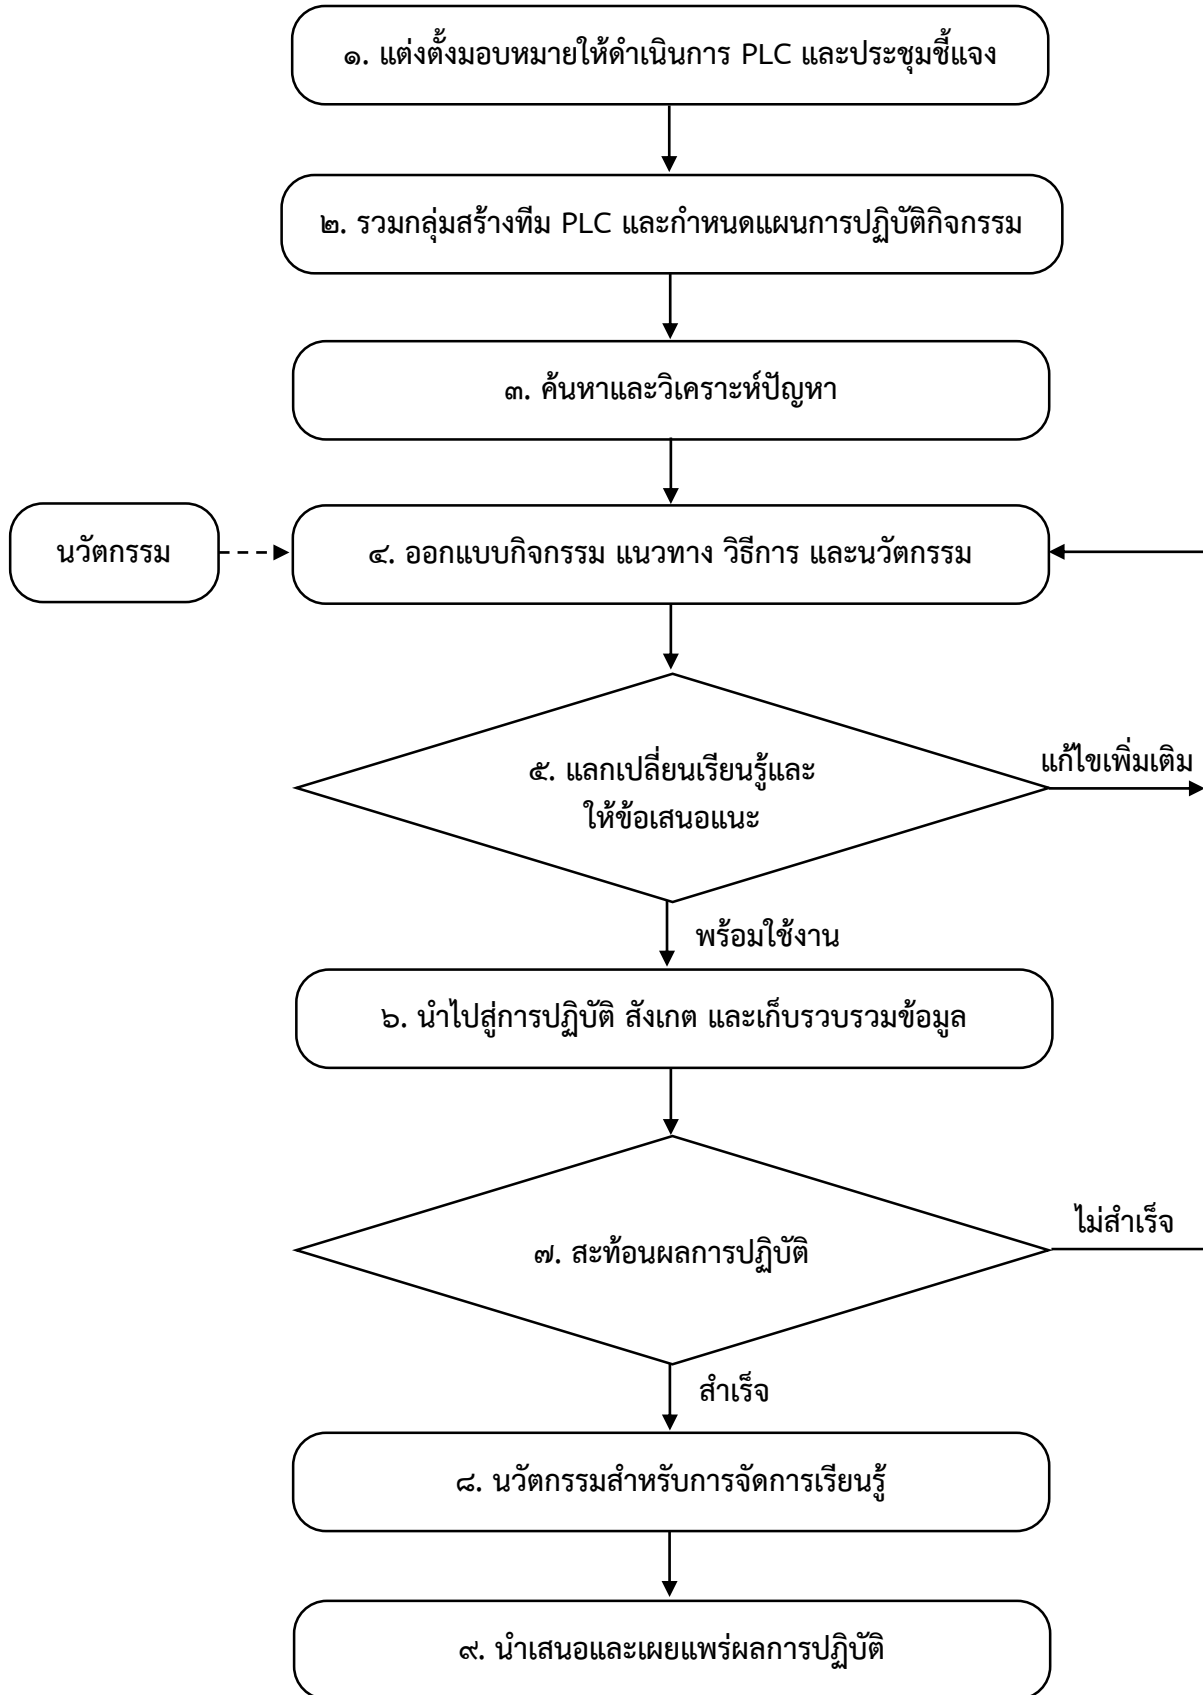 ๑. แต่งตั้งมอบหมายให้ดำเนินการ PLC และประชุมชี้แจง
๒. รวมกลุ่มสร้างทีม PLC และกำหนดแผนการปฏิบัติกิจกรรม
๓. ค้นหาและวิเคราะห์ปัญหา
นวัตกรรม
๔. ออกแบบกิจกรรม แนวทาง วิธีการ และนวัตกรรม
๕. แลกเปลี่ยนเรียนรู้และ
ให้ข้อเสนอแนะ
แก้ไขเพิ่มเติม
พร้อมใช้งาน
๖. นำไปสู่การปฏิบัติ สังเกต และเก็บรวบรวมข้อมูล
๗. สะท้อนผลการปฏิบัติ
ไม่สำเร็จ
สำเร็จ
๘. นวัตกรรมสำหรับการจัดการเรียนรู้
๙. นำเสนอและเผยแพร่ผลการปฏิบัติ